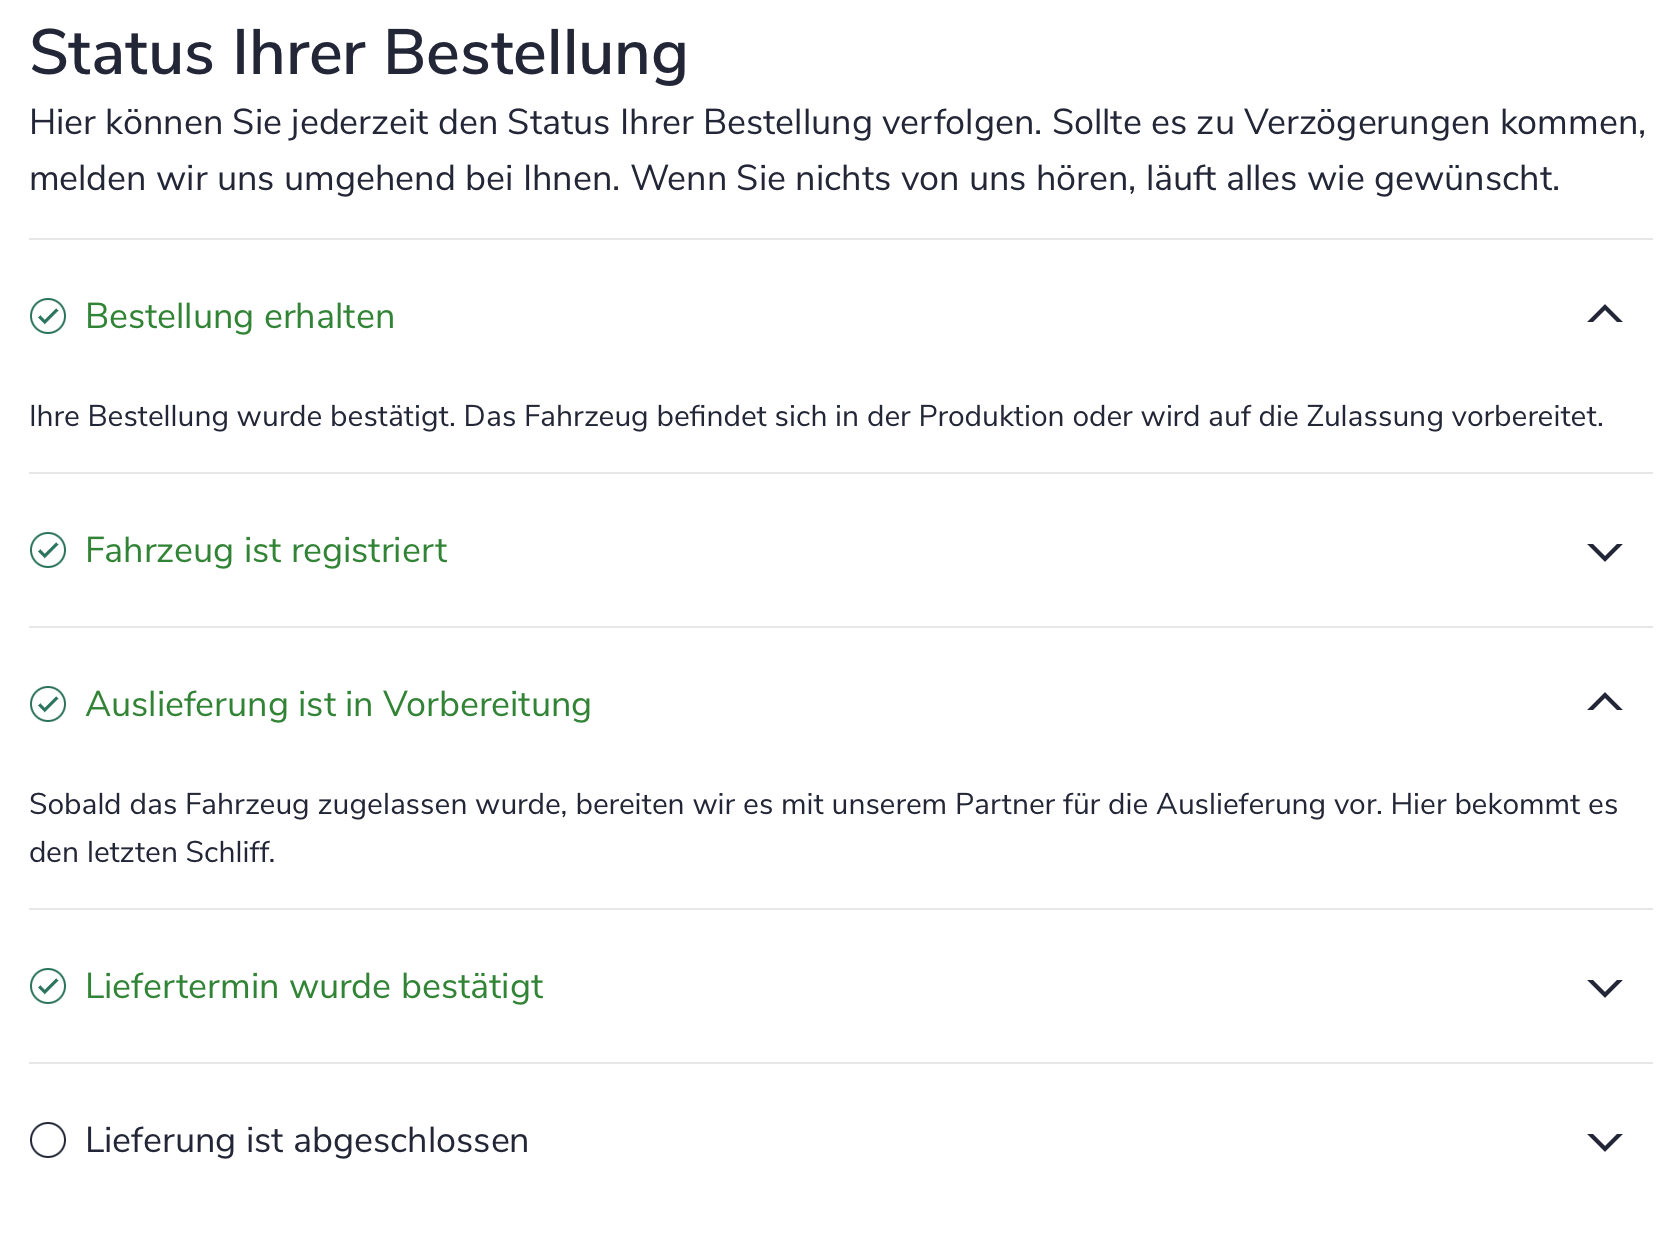 Status Ihrer Bestellung
Hier können Sie jederzeit den Status Ihrer Bestellung verfolgen. Sollte es zu Verzögerungen kommen,
melden wir uns umgehend bei Ihnen. Wenn Sie nichts von uns hören, läuft alles wie gewünscht.
Bestellung erhalten
Ihre Bestellung wurde bestätigt. Das Fahrzeug befindet sich in der Produktion oder wird auf die Zulassung vorbereitet.
Fahrzeug ist registriert
Auslieferung ist in Vorbereitung
Sobald das Fahrzeug zugelassen wurde, bereiten wir es mit unserem Partner für die Auslieferung vor. Hier bekommt es
den letzten Schliff.
Liefertermin wurde bestätigt
Lieferung ist abgeschlossen